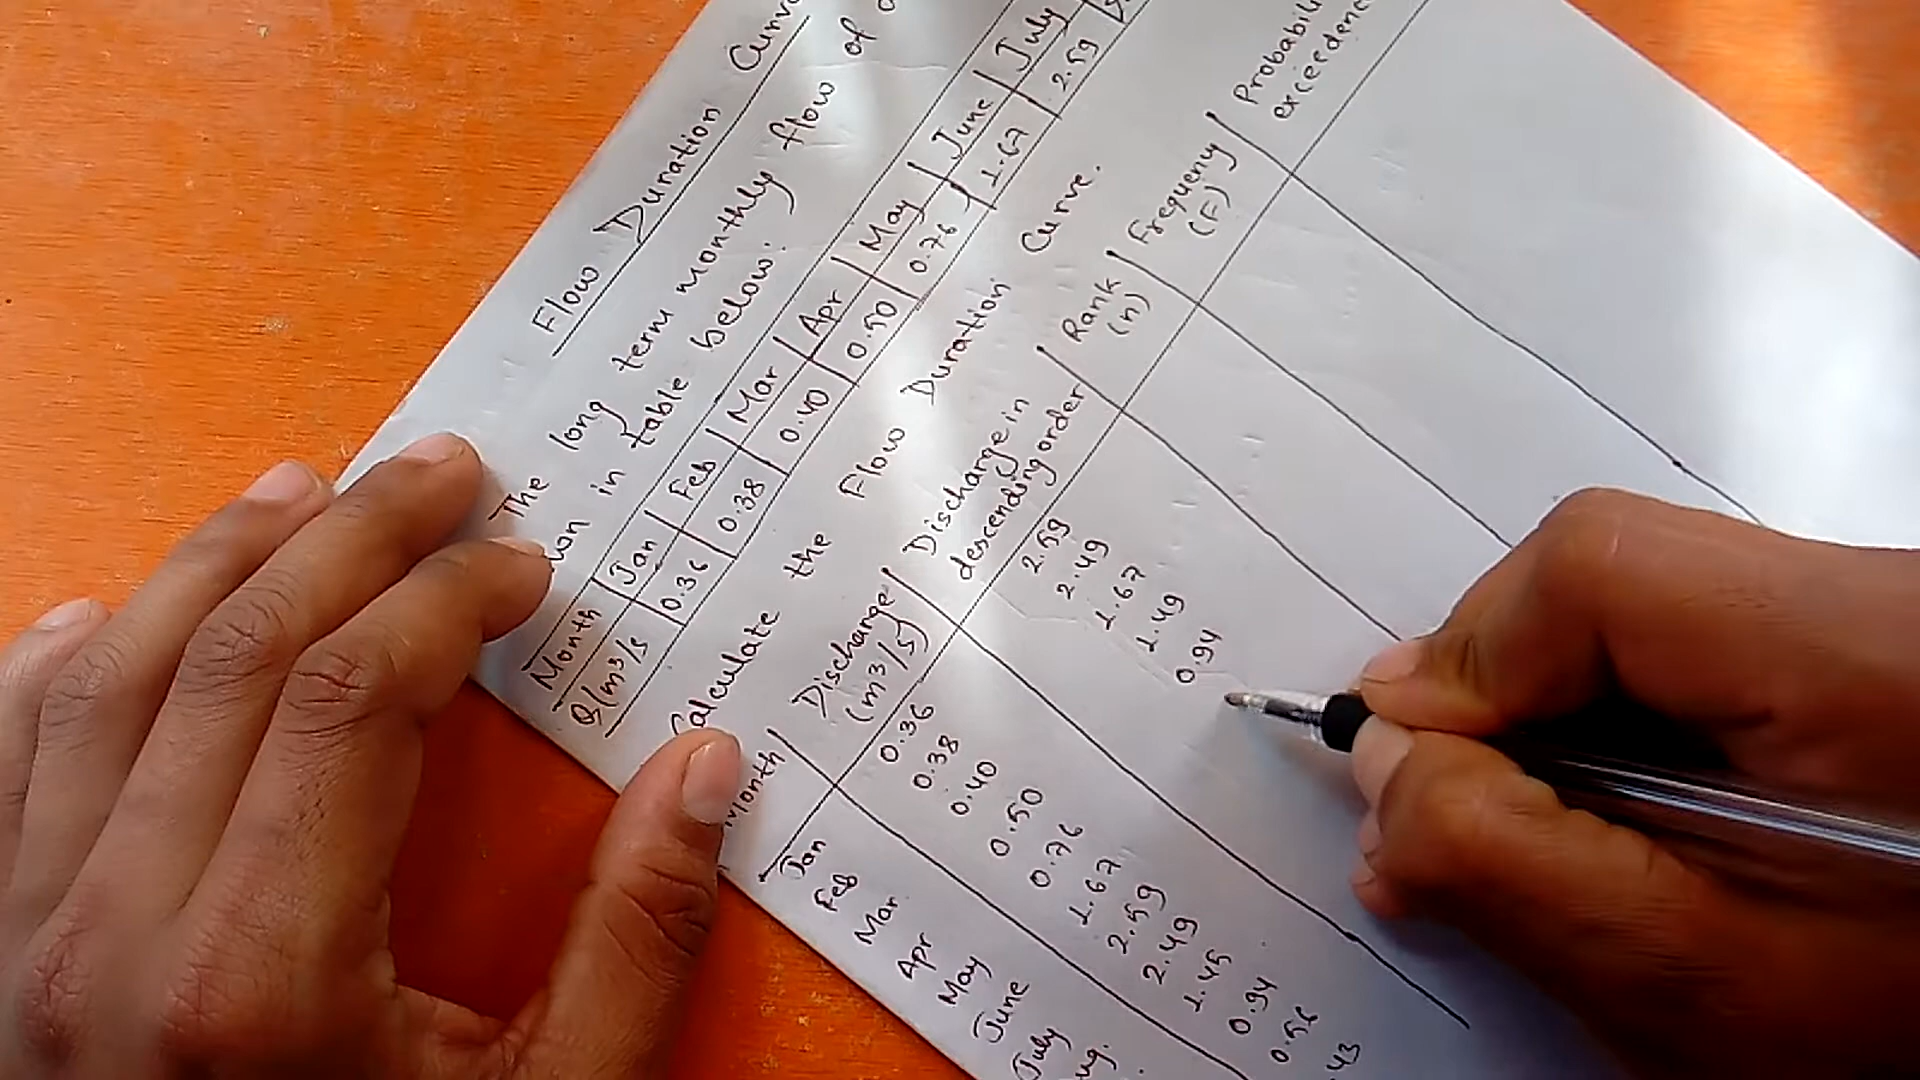 Flow Duration Curve
The long term monthly flow of
in table below.
Month Jan Feb Mar Apr May June July
Q(m³/s 0.36 0.38 0.40 0.50 0.76 1.67 2.59
Calculate the Flow Duration Curve.
Month Discharge (m³/s) Discharge in descending order Rank (n) Frequency (F)
Jan 0.36 2.59
Feb 0.38 2.49
Mar 0.40 1.67
Apr 0.50 1.49
May 0.76 0.94
June 1.67
July 2.59
2.49
1.45
0.94